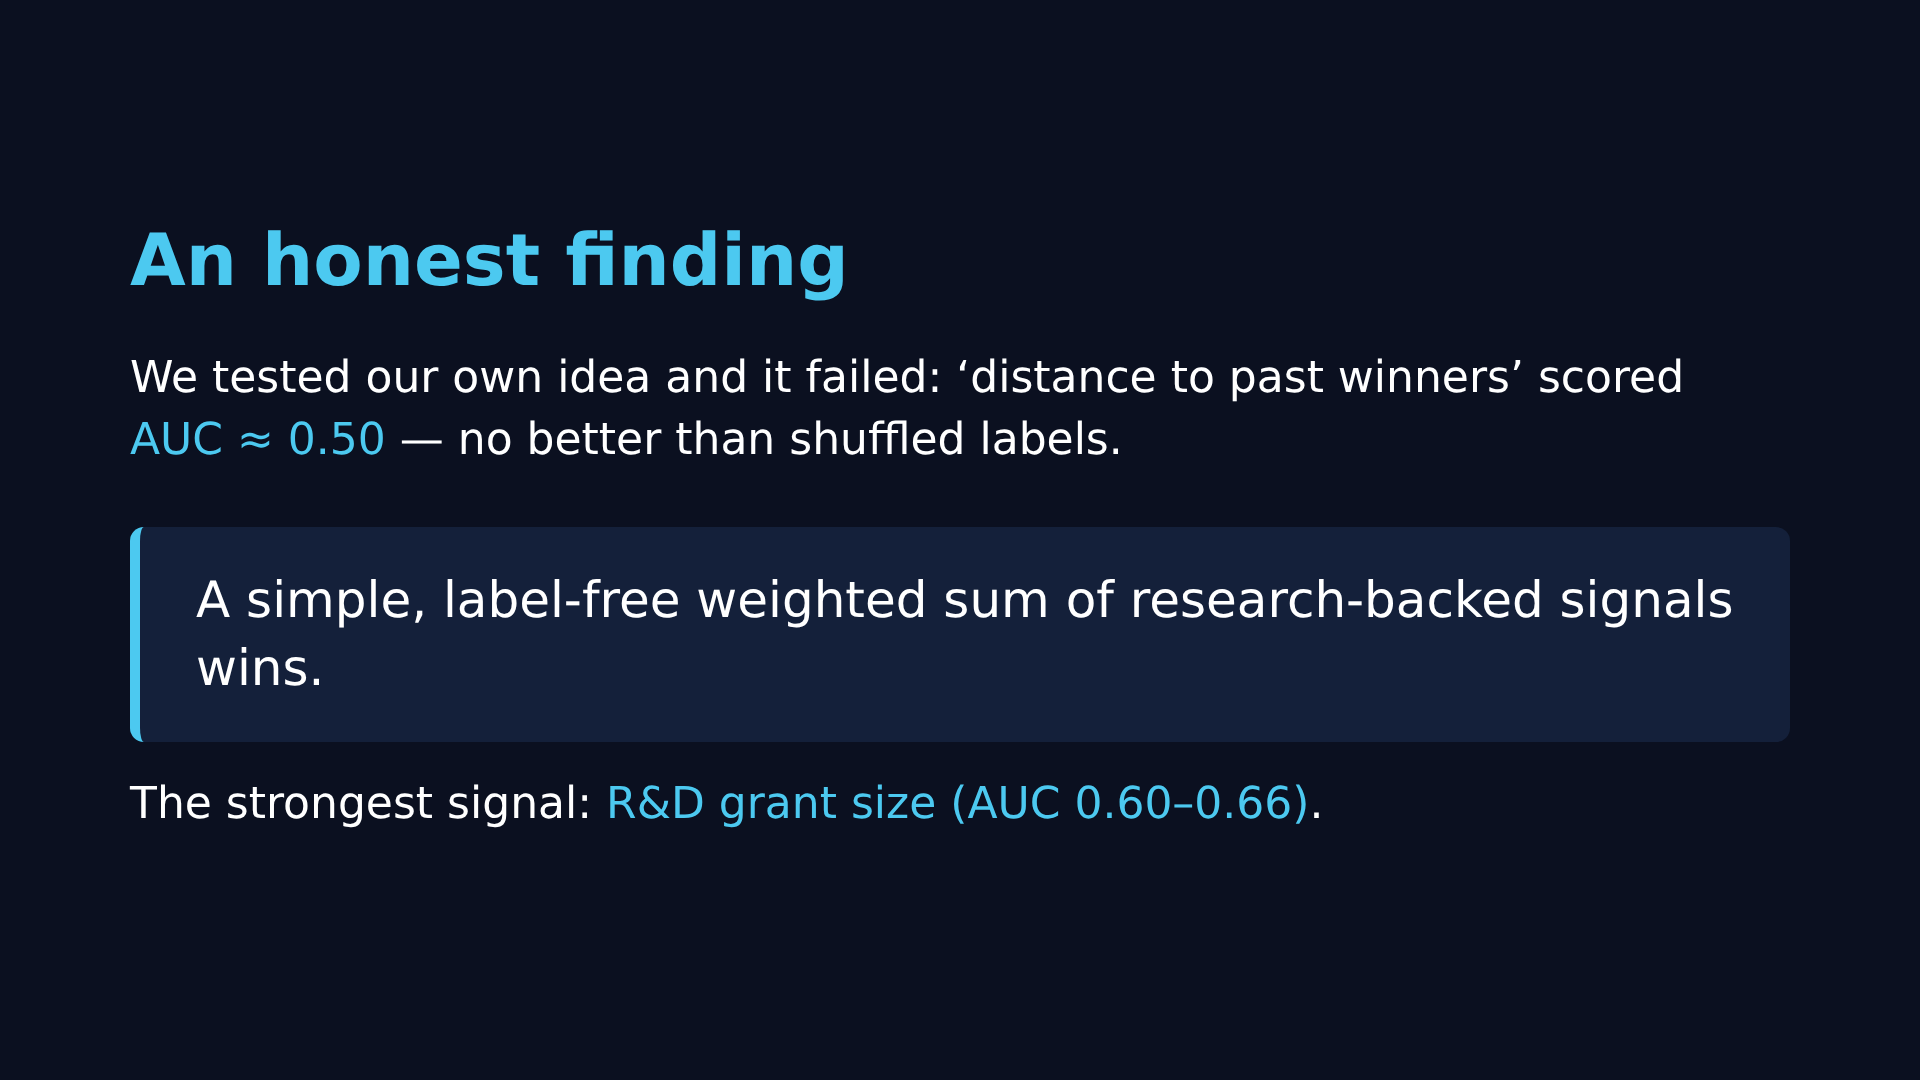 An honest finding
We tested our own idea and it failed: ‘distance to past winners’ scored
AUC ≈ 0.50 — no better than shuffled labels.
A simple, label-free weighted sum of research-backed signals
wins.
The strongest signal: R&D grant size (AUC 0.60–0.66).